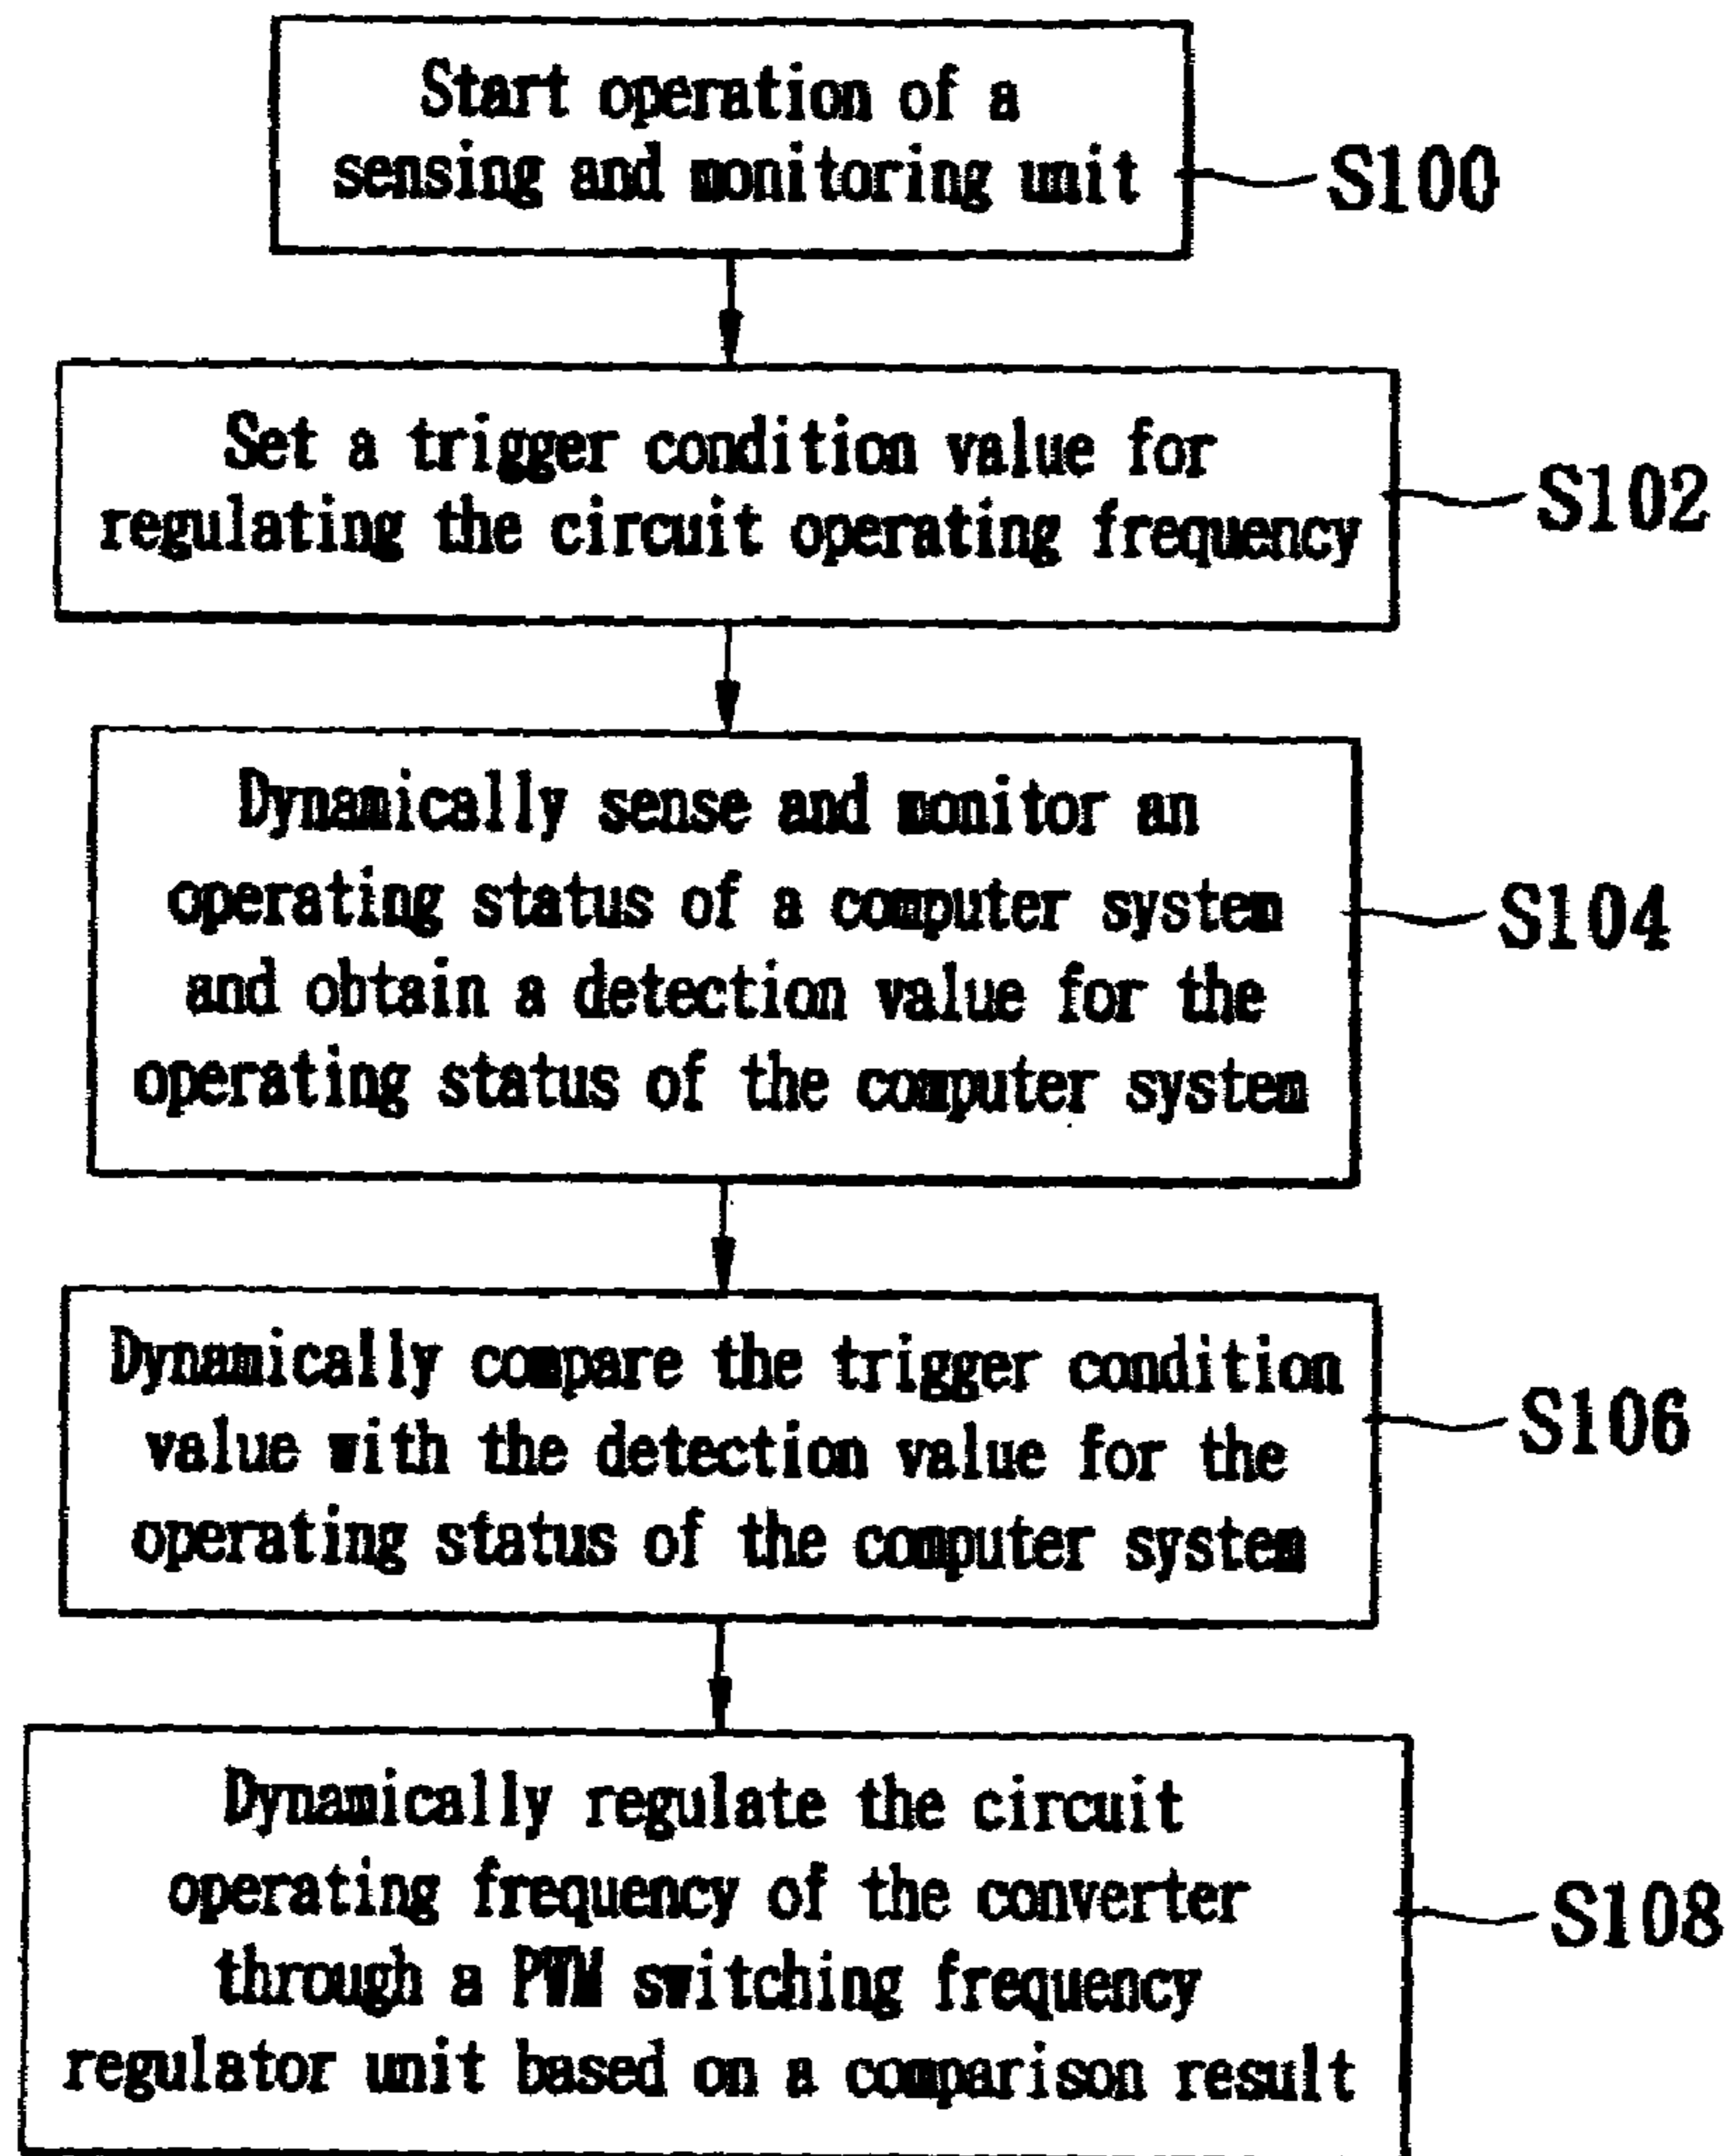 Start operation of a
sensing and monitoring unit
S100
Set a trigger condition value for
regulating the circuit operating frequency
S102
Dynamically sense and monitor an
operating status of a computer system
and obtain a detection value for the
operating status of the computer system
S104
Dynamically compare the trigger condition
value with the detection value for the
operating status of the computer system
S106
Dynamically regulate the circuit
operating frequency of the converter
through a PWM switching frequency
regulator unit based on a comparison result
S108